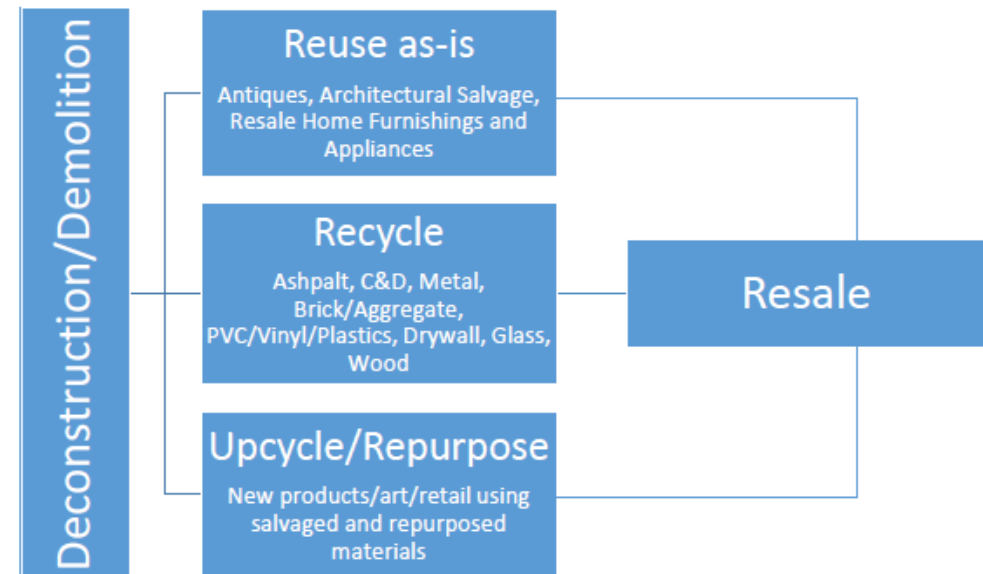 Deconstruction/Demolition
Reuse as-is
Antiques, Architectural Salvage,
Resale Home Furnishings and
Appliances
Recycle
Ashpalt, C&D, Metal,
Brick/Aggregate,
PVC/Vinyl/Plastics, Drywall, Glass,
Wood
Upcycle/Repurpose
New products/art/retail using
salvaged and repurposed
materials
Resale